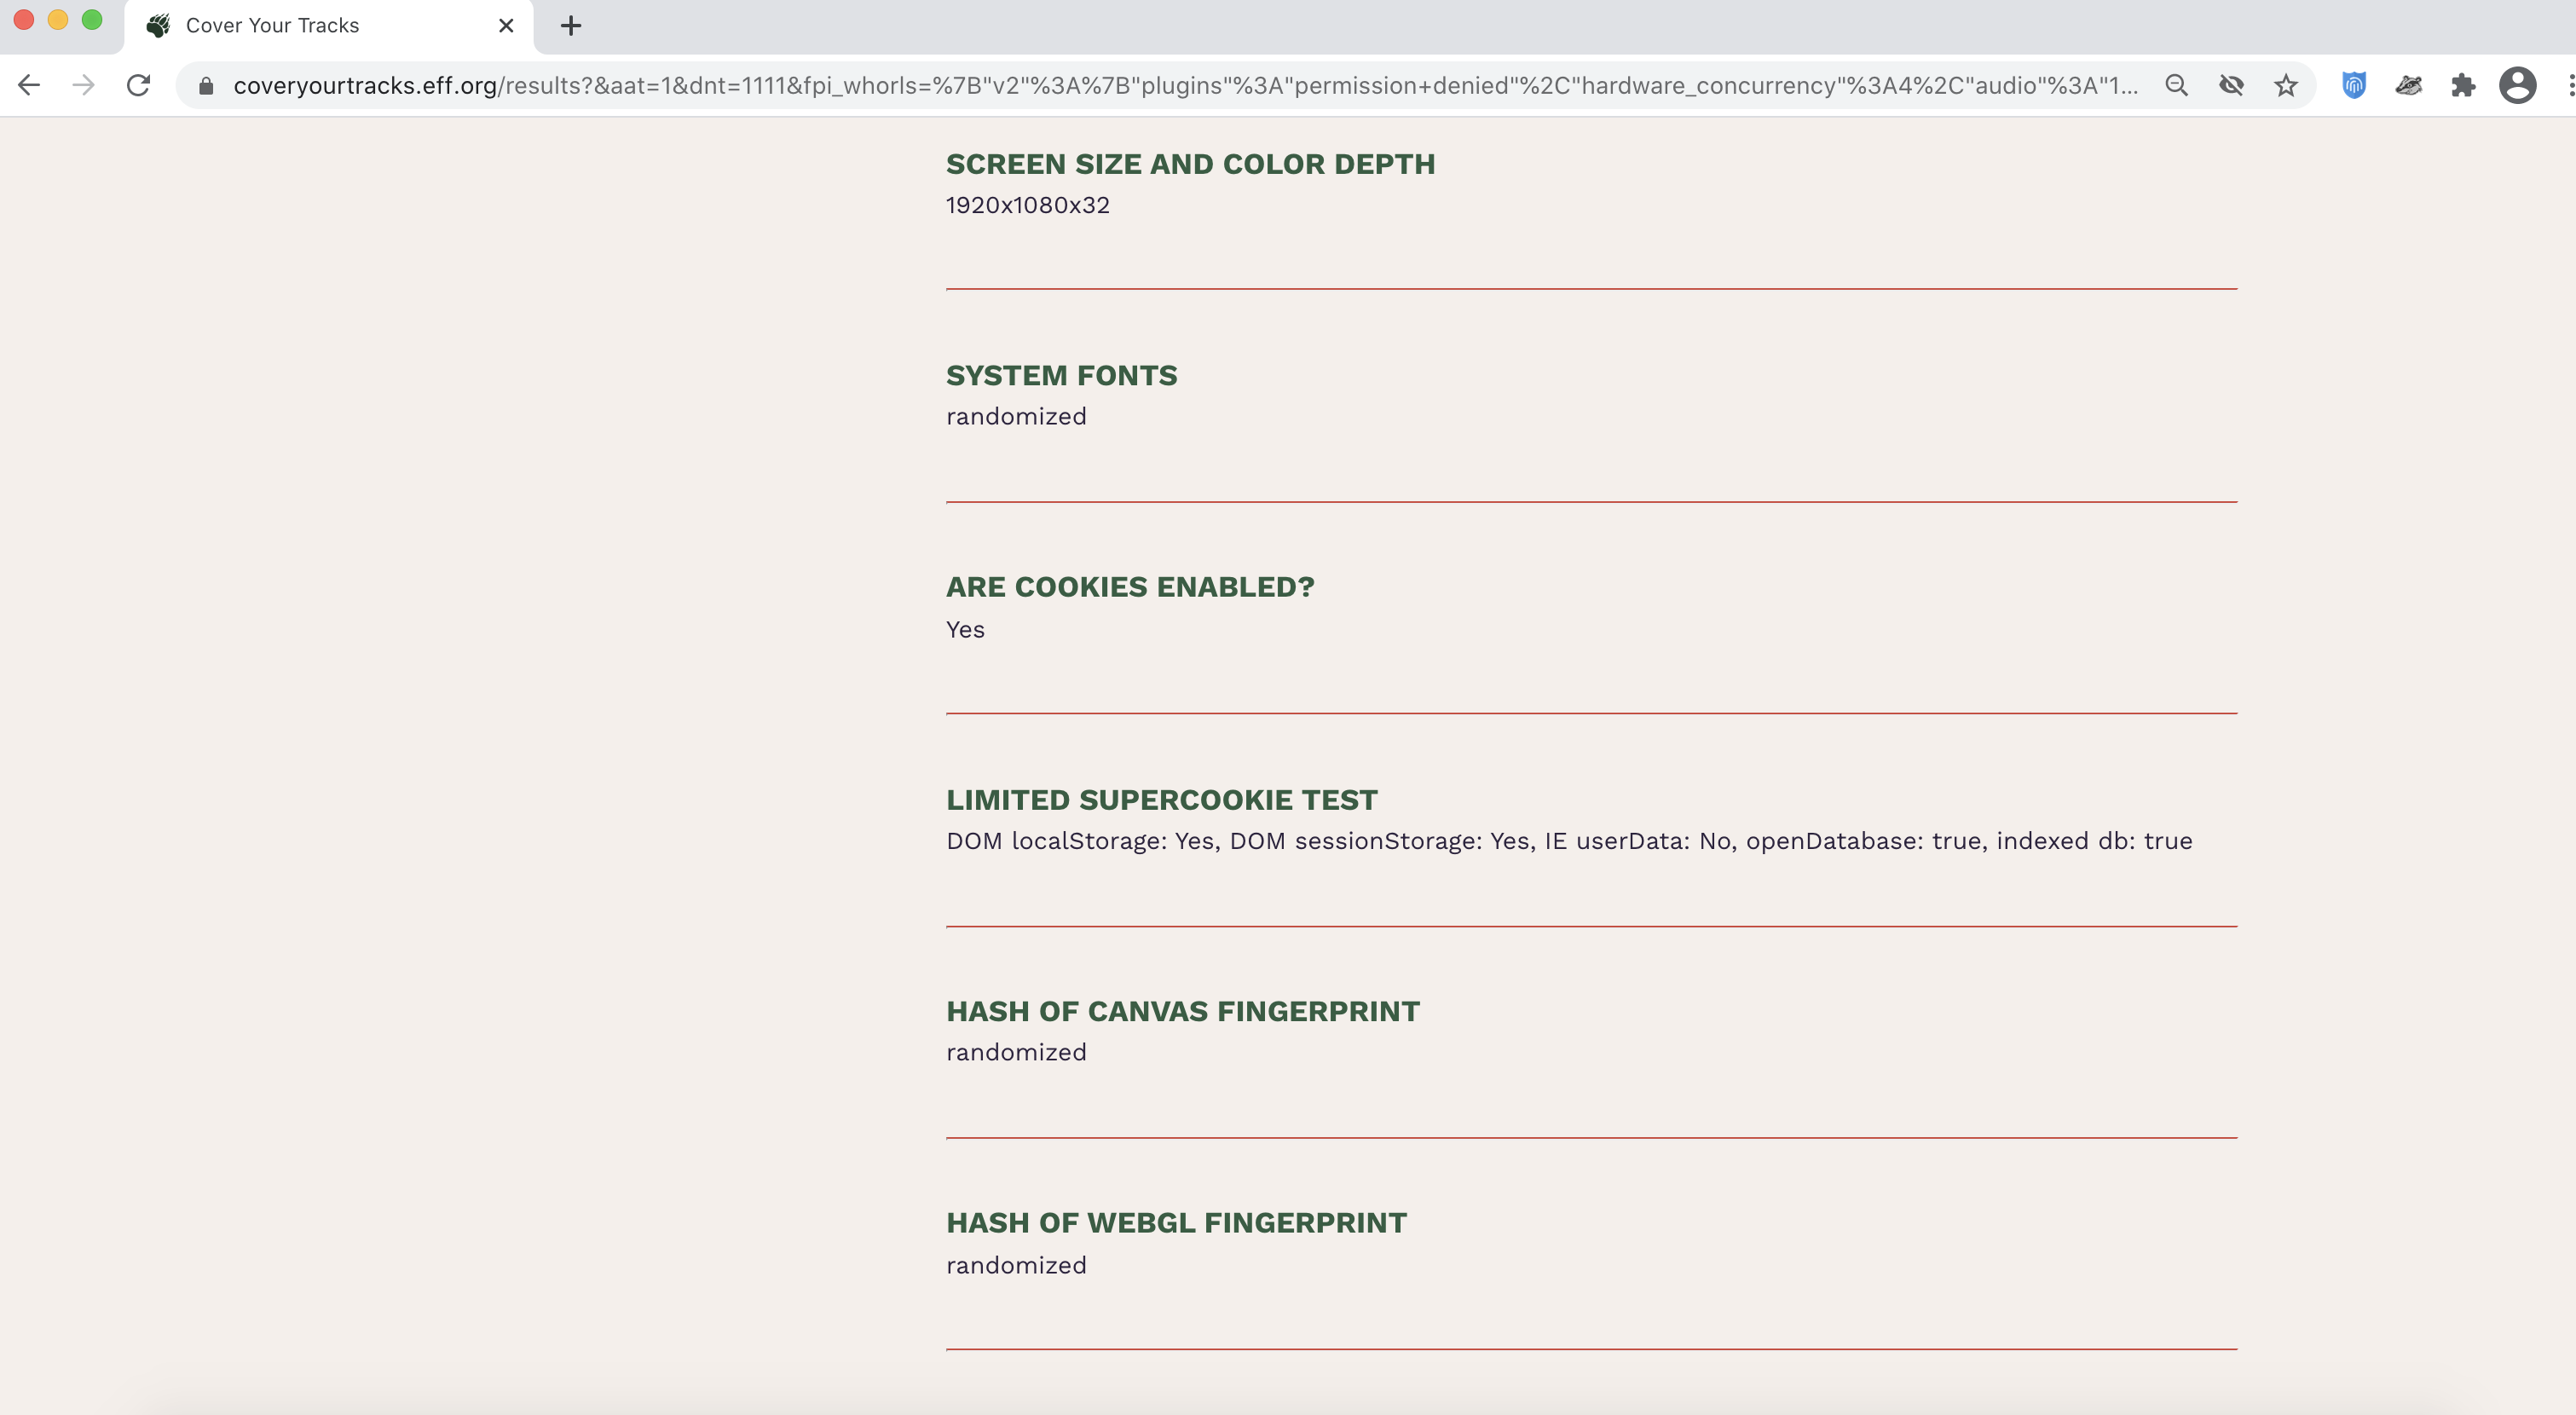 Cover Your Tracks
coveryourtracks.eff.org/results?&aat=1&dnt=1111&fpi_whorls=%7B"v2"%3A%7B"plugins"%3A"permission+denied"%2C"hardware_concurrency"%3A4%2C"audio"%3A"1...
SCREEN SIZE AND COLOR DEPTH
1920x1080x32
SYSTEM FONTS
randomized
ARE COOKIES ENABLED?
Yes
LIMITED SUPERCOOKIE TEST
DOM localStorage: Yes, DOM sessionStorage: Yes, IE userData: No, openDatabase: true, indexed db: true
HASH OF CANVAS FINGERPRINT
randomized
HASH OF WEBGL FINGERPRINT
randomized